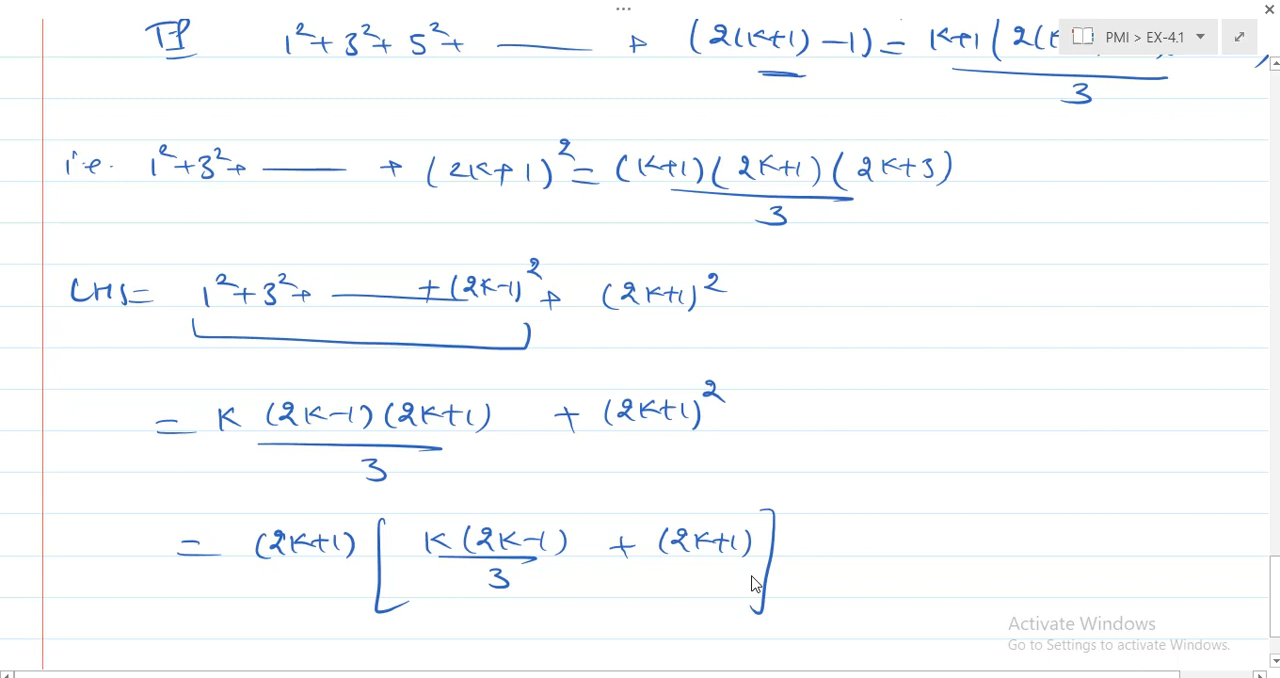 TP 1² + 3² + 5² + ——— + (2(k+1) - 1) = k+1 (2(k
3
PMI > EX-4.1
i.e. 1² + 3² + ——— + (2k+1)² = (k+1)(2k+1)(2k+3)
3
LHS = 1² + 3² + ——— + (2k-1)² + (2k+1)²
= k (2k-1)(2k+1) + (2k+1)²
3
= (2k+1) [ k(2k-1) + (2k+1) ]
3
Activate Windows
Go to Settings to activate Windows.